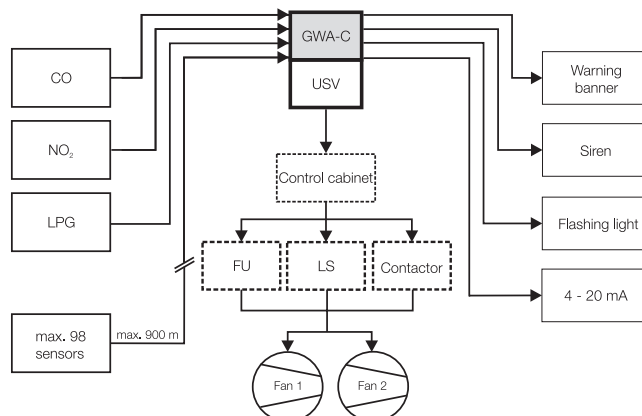 GWA-C
USV
CO
NO₂
LPG
max. 98
sensors
max. 900 m
Control cabinet
FU
LS
Contactor
Fan 1
Fan 2
Warning
banner
Siren
Flashing light
4 - 20 mA